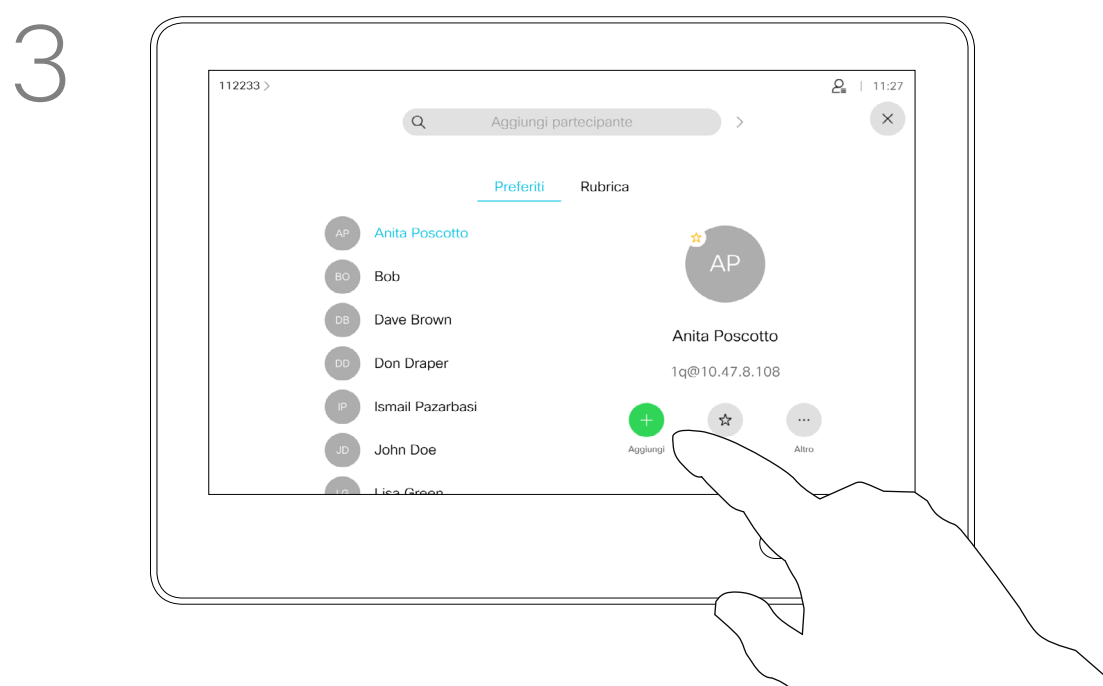 3
112233 >
11:27
Aggiungi partecipante
Preferiti Rubrica
AP Anita Poscotto
BO Bob
DB Dave Brown
DD Don Draper
IP Ismail Pazarbasi
JD John Doe
LG Lisa Green
AP
Anita Poscotto
1q@10.47.8.108
Aggiungi
Altro